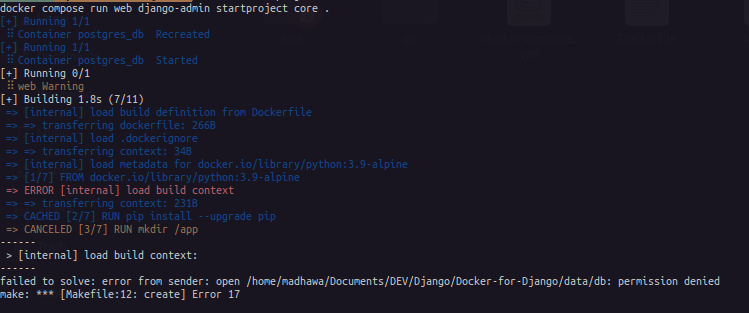 docker compose run web django-admin startproject core .
[+] Running 1/1
⠿ Container postgres_db  Recreated
[+] Running 1/1
⠿ Container postgres_db  Started
[+] Running 0/1
⠿ web Warning
[+] Building 1.8s (7/11)
=> [internal] load build definition from Dockerfile
=> => transferring dockerfile: 266B
=> [internal] load .dockerignore
=> => transferring context: 34B
=> [internal] load metadata for docker.io/library/python:3.9-alpine
=> [1/7] FROM docker.io/library/python:3.9-alpine
=> ERROR [internal] load build context
=> => transferring context: 231B
=> CACHED [2/7] RUN pip install --upgrade pip
=> CANCELED [3/7] RUN mkdir /app
------
> [internal] load build context:
------
failed to solve: error from sender: open /home/madhawa/Documents/DEV/Django/Docker-for-Django/data/db: permission denied
make: *** [Makefile:12: create] Error 17